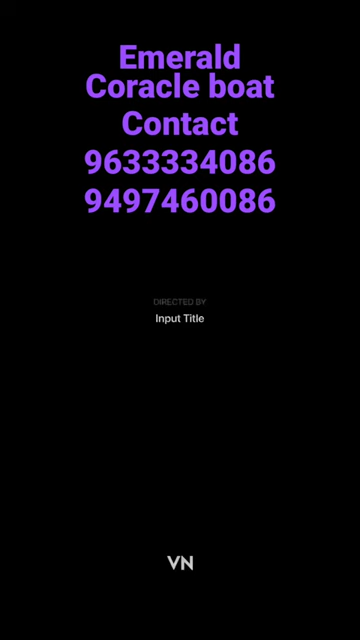 Emerald
Coracle boat
Contact
9633334086
9497460086
DIRECTED BY
Input Title
VN